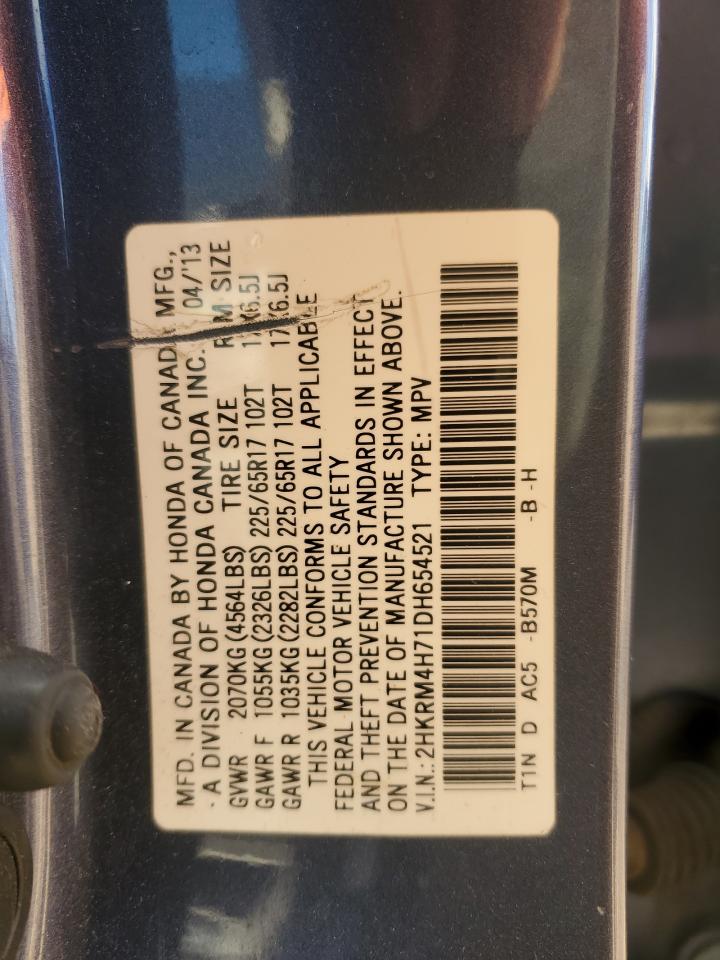 MFD. IN CANADA BY HONDA OF CANADA MFG.,
A DIVISION OF HONDA CANADA INC. 04/'13
GVWR 2070KG (4564LBS) TIRE SIZE RIM SIZE
GAWR F 1055KG (2326LBS) 225/65R17 102T 17X6.5J
GAWR R 1035KG (2282LBS) 225/65R17 102T 17X6.5J
THIS VEHICLE CONFORMS TO ALL APPLICABLE
FEDERAL MOTOR VEHICLE SAFETY
AND THEFT PREVENTION STANDARDS IN EFFECT
ON THE DATE OF MANUFACTURE SHOWN ABOVE.
V.I.N.: 2HKRM4H71DH654521 TYPE: MPV
T1N D AC5 -B570M -B -H